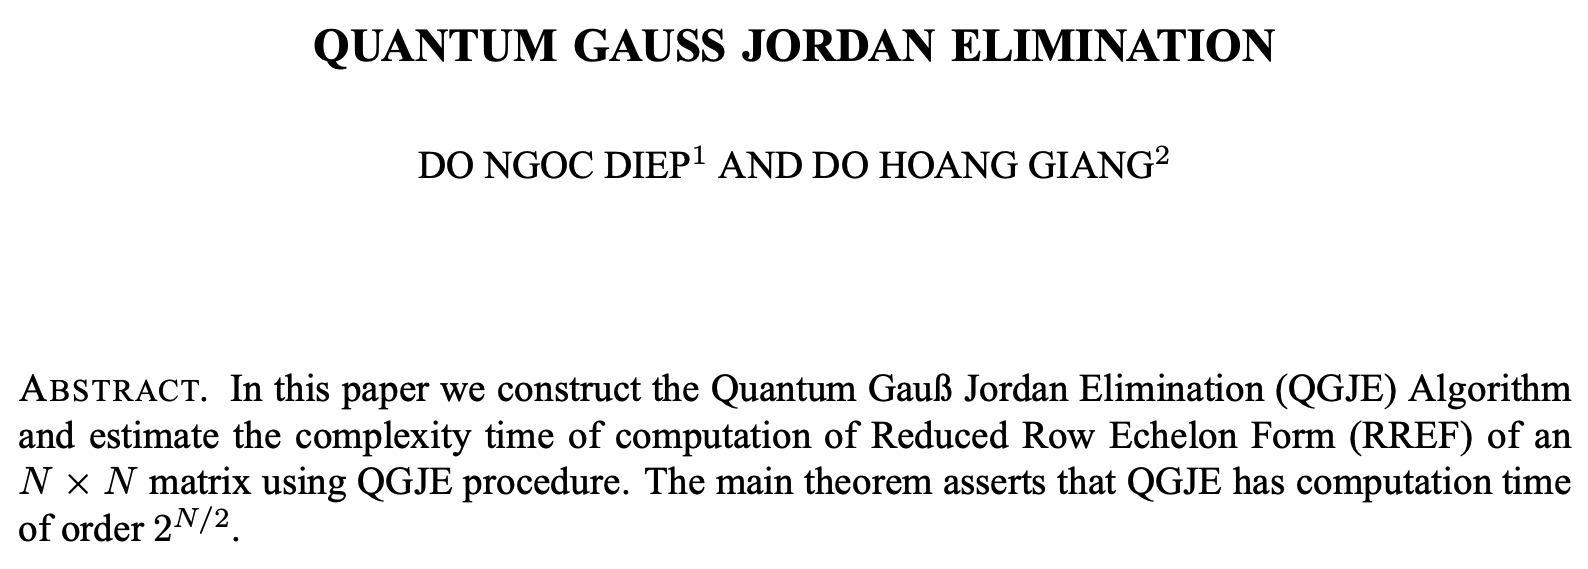 QUANTUM GAUSS JORDAN ELIMINATION
DO NGOC DIEP¹ AND DO HOANG GIANG²
ABSTRACT. In this paper we construct the Quantum Gauß Jordan Elimination (QGJE) Algorithm
and estimate the complexity time of computation of Reduced Row Echelon Form (RREF) of an
N × N matrix using QGJE procedure. The main theorem asserts that QGJE has computation time
of order 2^{N/2}.